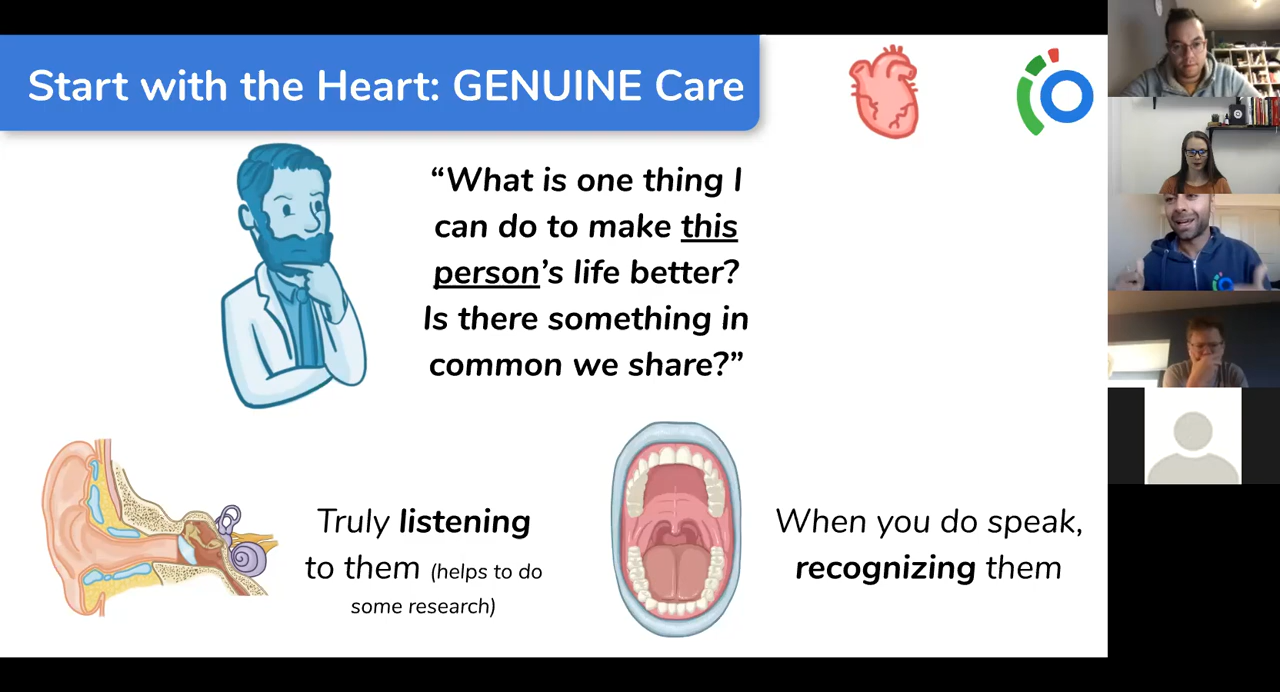 Start with the Heart: GENUINE Care
“What is one thing I
can do to make this
person’s life better?
Is there something in
common we share?”
Truly listening
to them (helps to do
some research)
When you do speak,
recognizing them